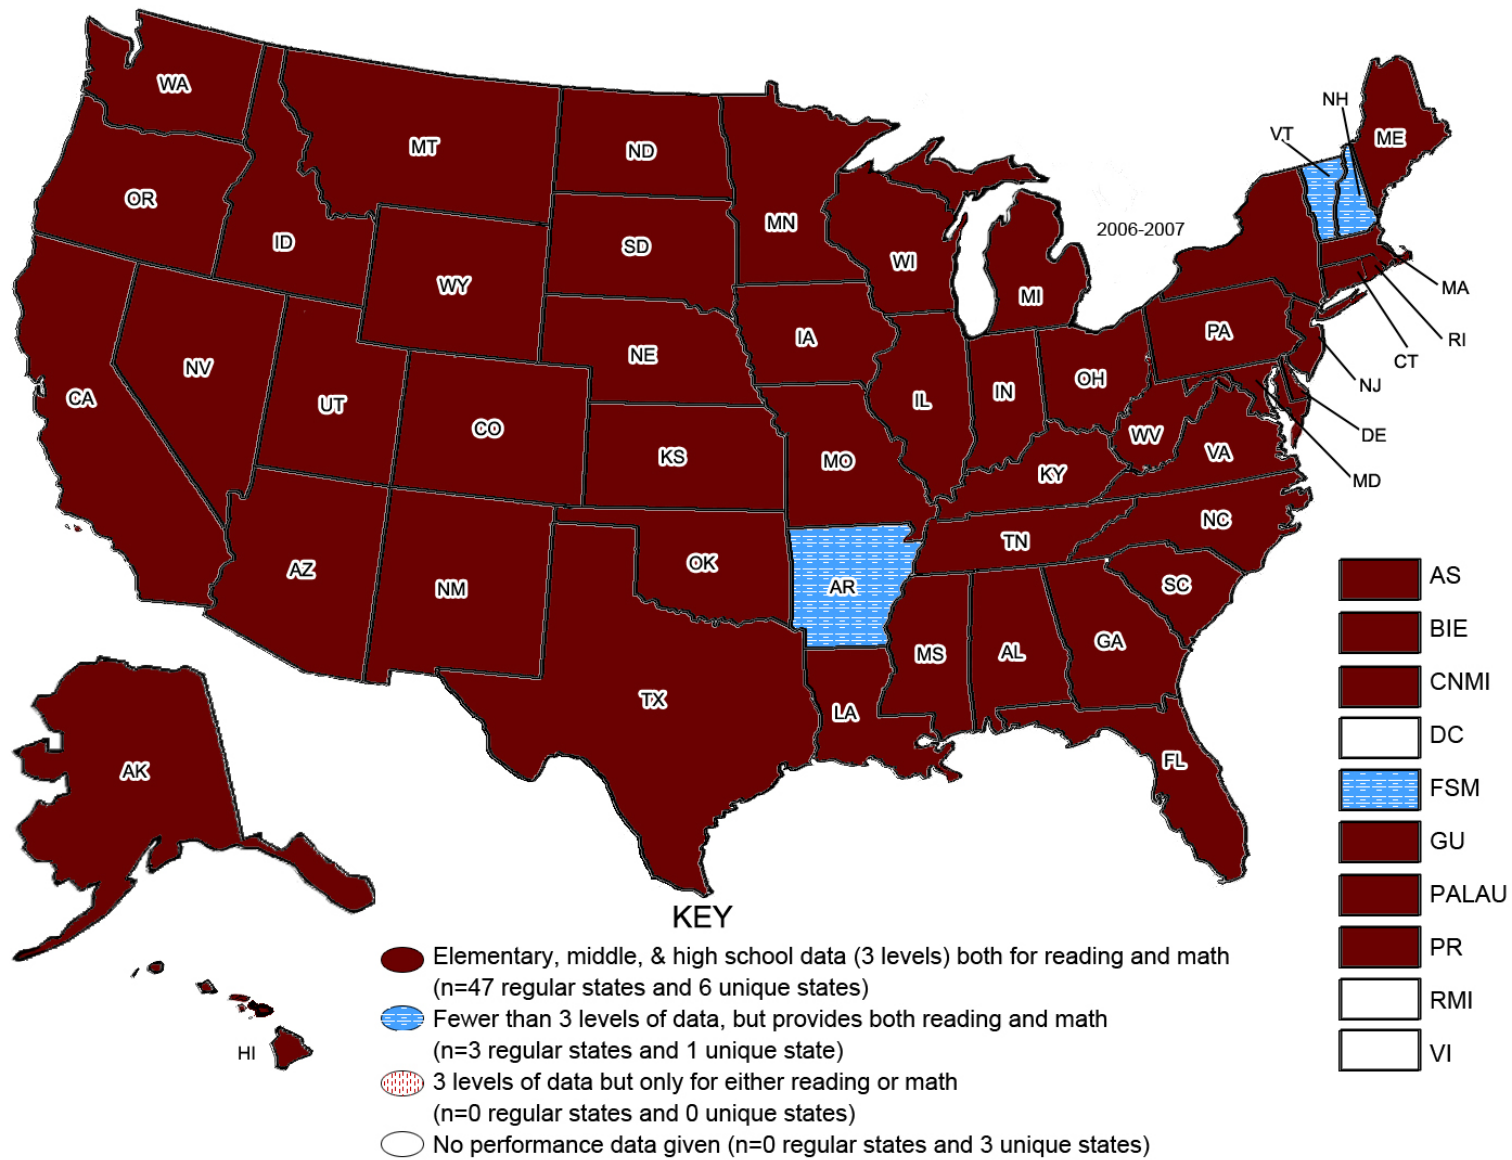 NH
VT
ME
WA
MT
ND
OR
MN
ID
SD
WI
2006-2007
WY
MI
MA
IA
PA
RI
NE
CT
NV
OH
NJ
CA
UT
IN
IL
CO
WV
DE
KS
MO
VA
KY
MD
NC
TN
OK
AZ
NM
AR
SC
GA
MS
AL
TX
LA
FL
AK
HI
AS
BIE
CNMI
DC
FSM
GU
PALAU
PR
RMI
VI
KEY
Elementary, middle, & high school data (3 levels) both for reading and math
(n=47 regular states and 6 unique states)
Fewer than 3 levels of data, but provides both reading and math
(n=3 regular states and 1 unique state)
3 levels of data but only for either reading or math
(n=0 regular states and 0 unique states)
No performance data given (n=0 regular states and 3 unique states)